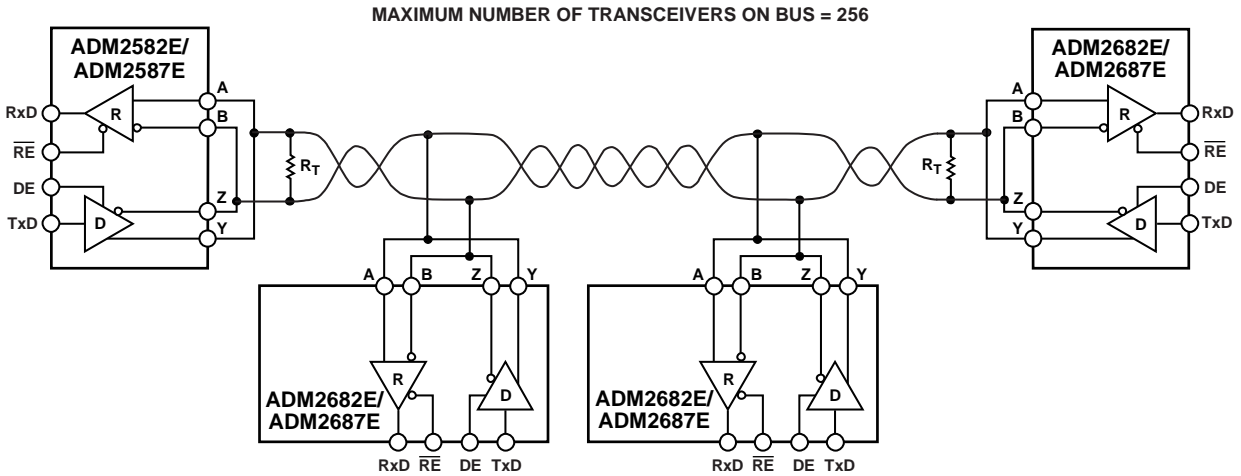 MAXIMUM NUMBER OF TRANSCEIVERS ON BUS = 256
ADM2582E/
ADM2587E
A
B
Z
Y
RxD
RE
DE
TxD
R
D
RT
RT
ADM2682E/
ADM2687E
A
B
Z
Y
R
D
RxD
RE
DE
TxD
A B Z Y
R
D
ADM2682E/
ADM2687E
RxD RE DE TxD
A B Z Y
R
D
ADM2682E/
ADM2687E
RxD RE DE TxD